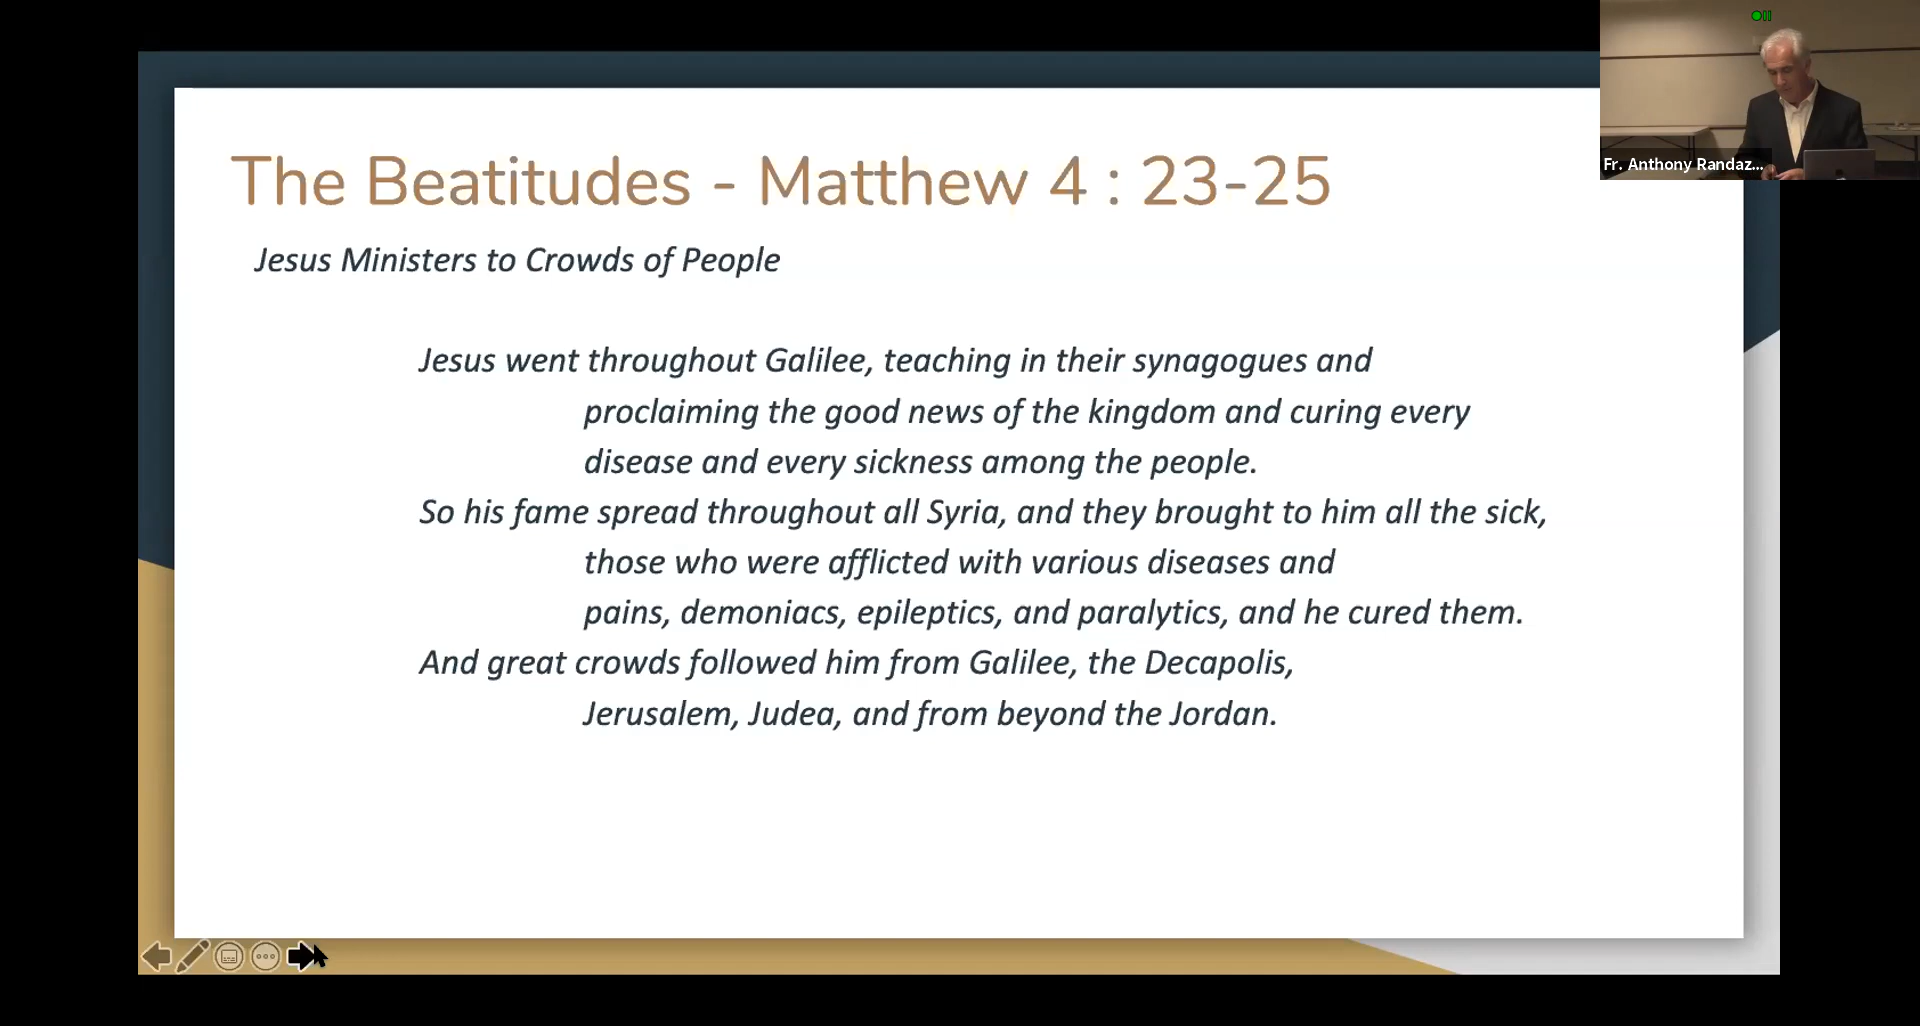 The Beatitudes - Matthew 4 : 23-25
Jesus Ministers to Crowds of People
Jesus went throughout Galilee, teaching in their synagogues and
proclaiming the good news of the kingdom and curing every
disease and every sickness among the people.
So his fame spread throughout all Syria, and they brought to him all the sick,
those who were afflicted with various diseases and
pains, demoniacs, epileptics, and paralytics, and he cured them.
And great crowds followed him from Galilee, the Decapolis,
Jerusalem, Judea, and from beyond the Jordan.
Fr. Anthony Randaz...